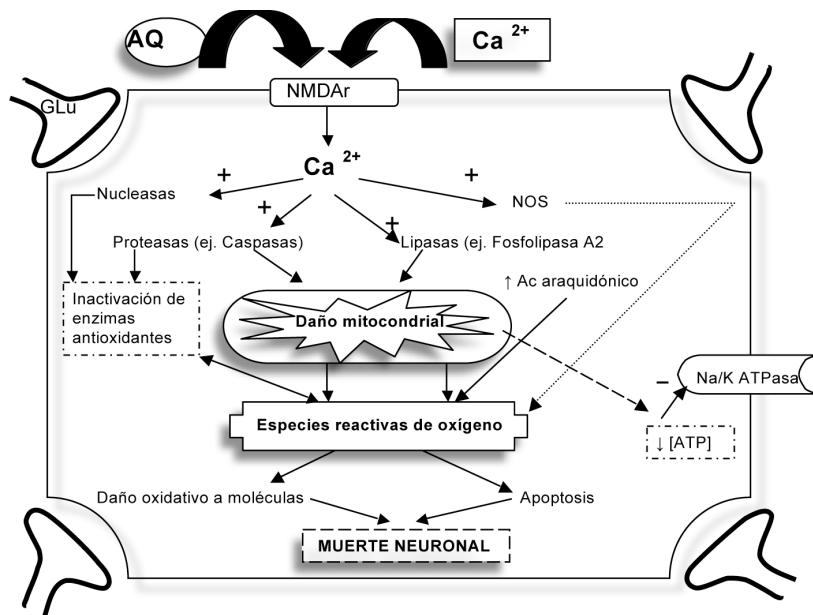 AQ
Ca 2+
NMDAr
GLu
Ca 2+
+
+
Nucleasas
+
+
NOS
Proteasas (ej. Caspasas)
Lipasas (ej. Fosfolipasa A2
Inactivación de
enzimas
antioxidantes
↑ Ac araquidónico
Daño mitocondrial
–
Na/K ATPasa
Especies reactivas de oxígeno
↓ [ATP]
Daño oxidativo a moléculas
Apoptosis
MUERTE NEURONAL